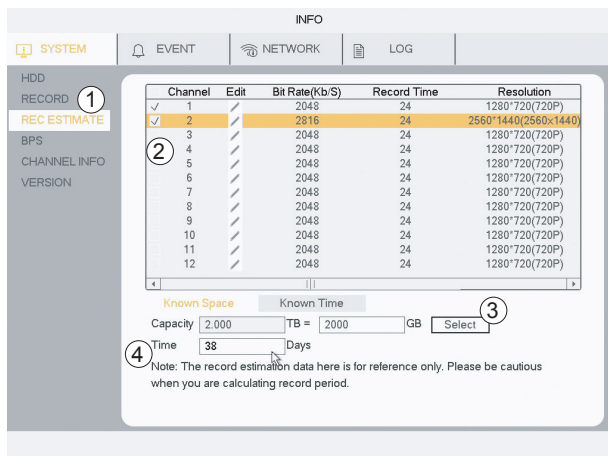 INFO
SYSTEM EVENT NETWORK LOG
HDD
RECORD 1
REC ESTIMATE
BPS
CHANNEL INFO
VERSION
Channel Edit Bit Rate(Kb/S) Record Time Resolution
1 2048 24 1280*720(720P)
2 2816 24 2560*1440(2560x1440)
3 2048 24 1280*720(720P)
2
4 2048 24 1280*720(720P)
5 2048 24 1280*720(720P)
6 2048 24 1280*720(720P)
7 2048 24 1280*720(720P)
8 2048 24 1280*720(720P)
9 2048 24 1280*720(720P)
10 2048 24 1280*720(720P)
11 2048 24 1280*720(720P)
12 2048 24 1280*720(720P)
Known Space Known Time
3
Capacity 2.000 TB = 2000 GB Select
4
Time 38 Days
Note: The record estimation data here is for reference only. Please be cautious
when you are calculating record period.